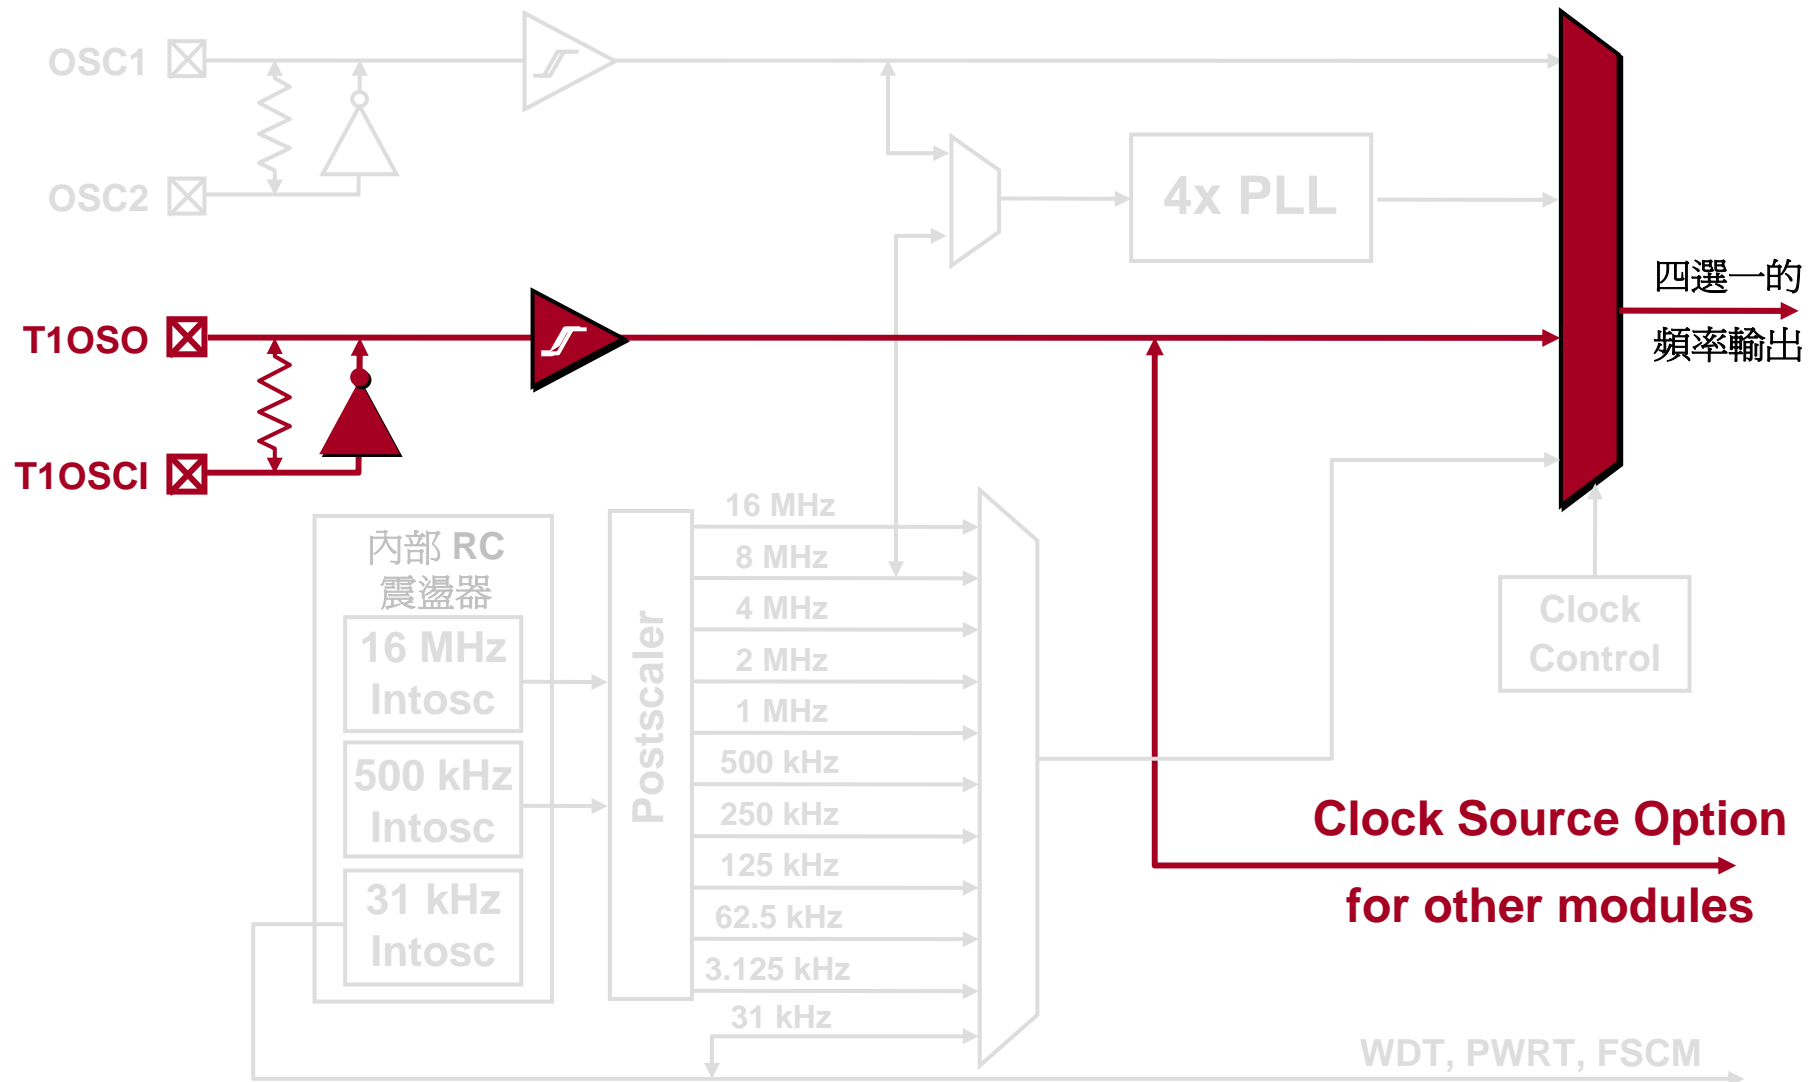 OSC1
OSC2
4x PLL
四選一的
頻率輸出
T1OSO
T1OSCI
內部 RC
震盪器
16 MHz
Intosc
500 kHz
Intosc
31 kHz
Intosc
Postscaler
16 MHz
8 MHz
4 MHz
2 MHz
1 MHz
500 kHz
250 kHz
125 kHz
62.5 kHz
3.125 kHz
31 kHz
Clock
Control
Clock Source Option
for other modules
WDT, PWRT, FSCM